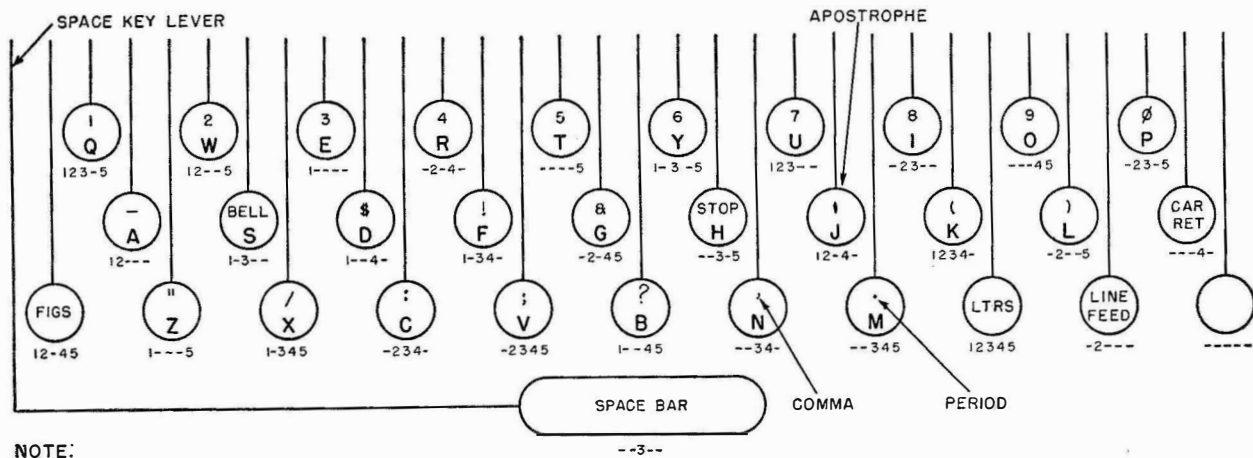 SPACE KEY LEVER
APOSTROPHE
1 2 3 4 5 6 7 8 9 Ø
Q W E R T Y U I O P
123-5 12--5 1---- -2-4- ----5 1-3-5 123-- -23-- ---45 -23-5
— BELL $ ! & STOP ' ( ) CAR
A S D F G H J K L RET
12--- 1-3-- 1--4- 1-34- -2-45 --3-5 12-4- 1234- -2--5 ---4-
FIGS " / : ; ? , . LTRS LINE
Z X C V B N M FEED
12-45 1---5 1-345 -234- -2345 1--45 --34- --345 12345 -2--- -----
SPACE BAR
COMMA
PERIOD
NOTE:
--3--